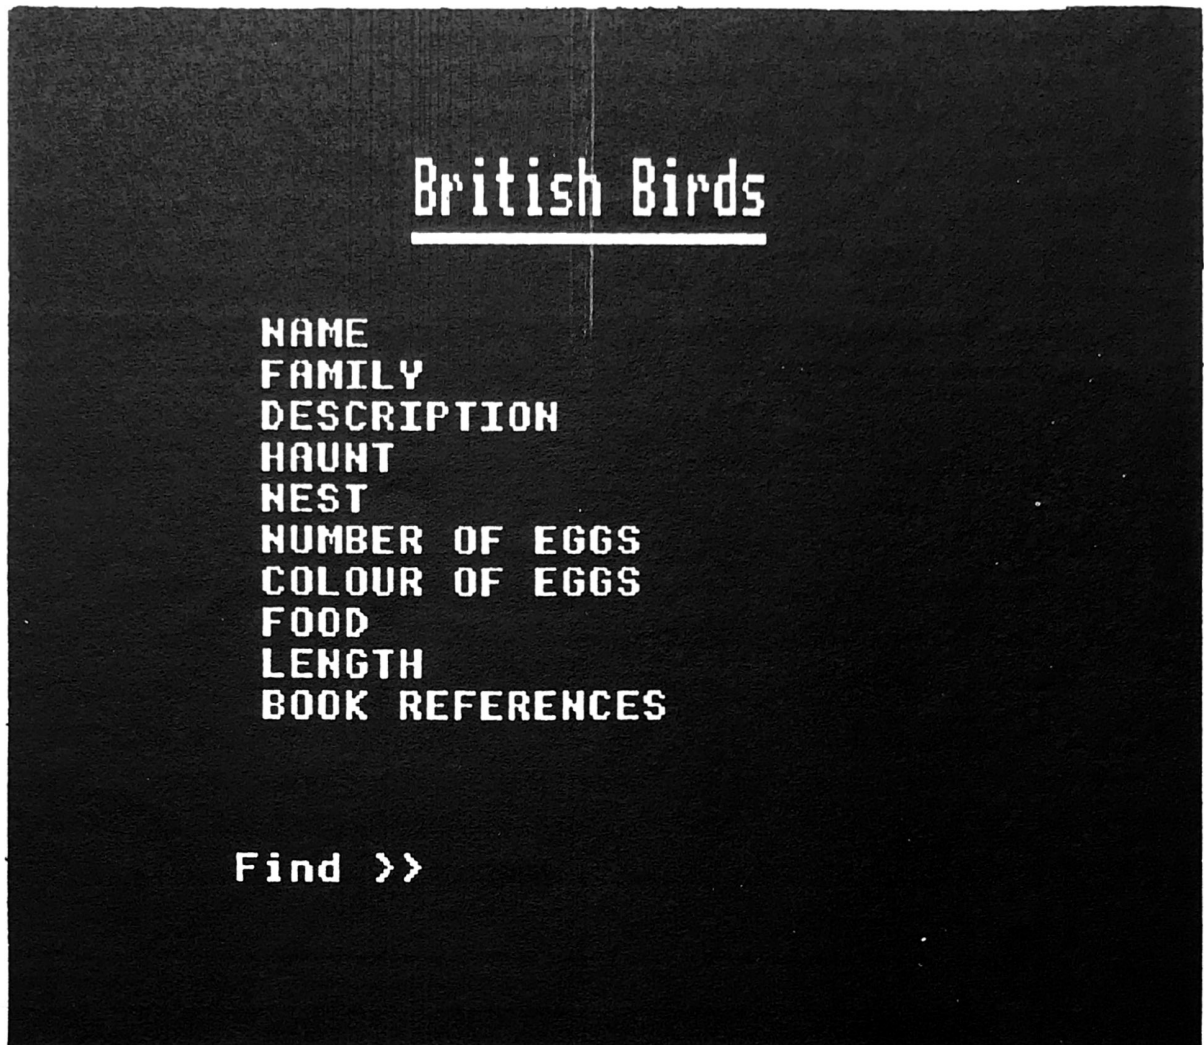 British Birds
NAME
FAMILY
DESCRIPTION
HAUNT
NEST
NUMBER OF EGGS
COLOUR OF EGGS
FOOD
LENGTH
BOOK REFERENCES
Find >>